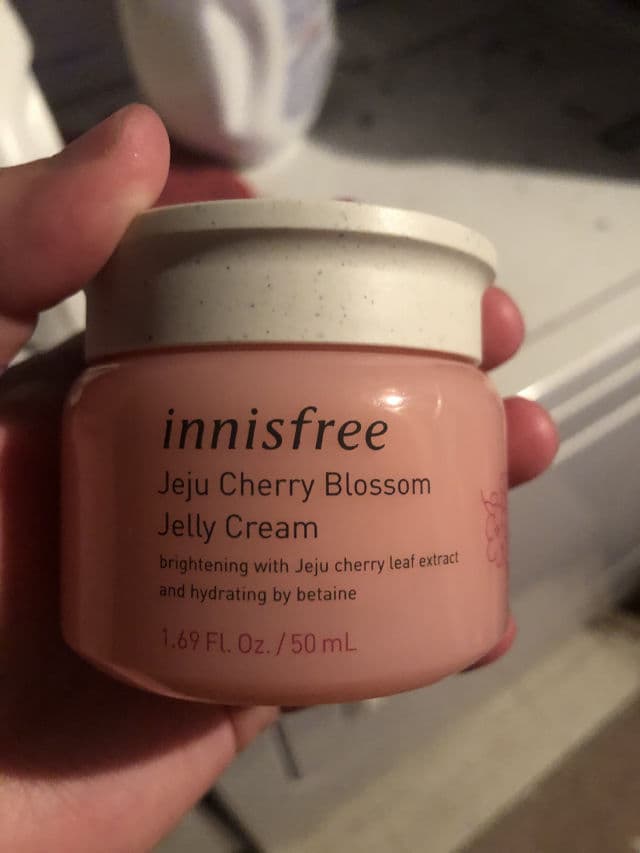 innisfree
Jeju Cherry Blossom
Jelly Cream
brightening with Jeju cherry leaf extract
and hydrating by betaine
1.69 FL. Oz. / 50 mL